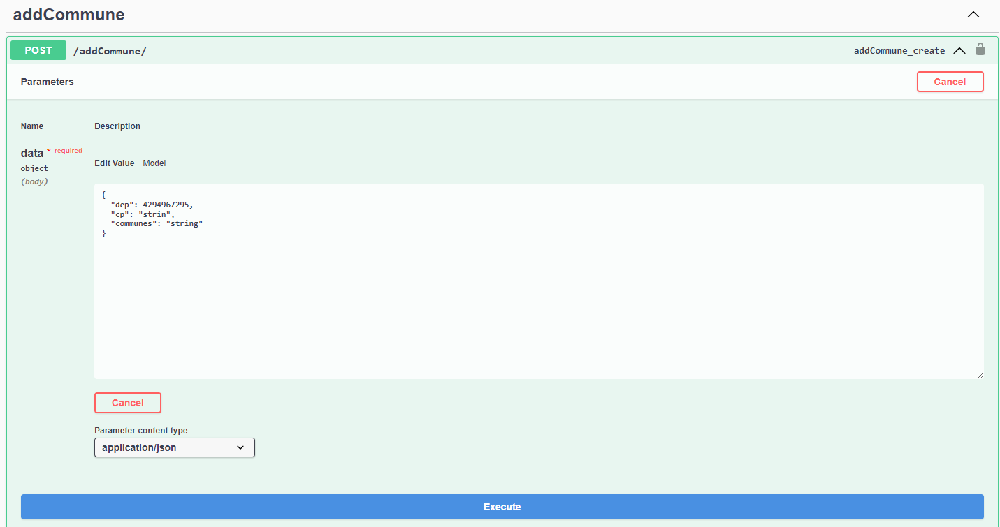 addCommune
POST /addCommune/ addCommune_create
Parameters Cancel
Name Description
data * required
object
(body)
Edit Value Model
{
  "dep": 4294967295,
  "cp": "strin",
  "communes": "string"
}
Cancel
Parameter content type
application/json
Execute